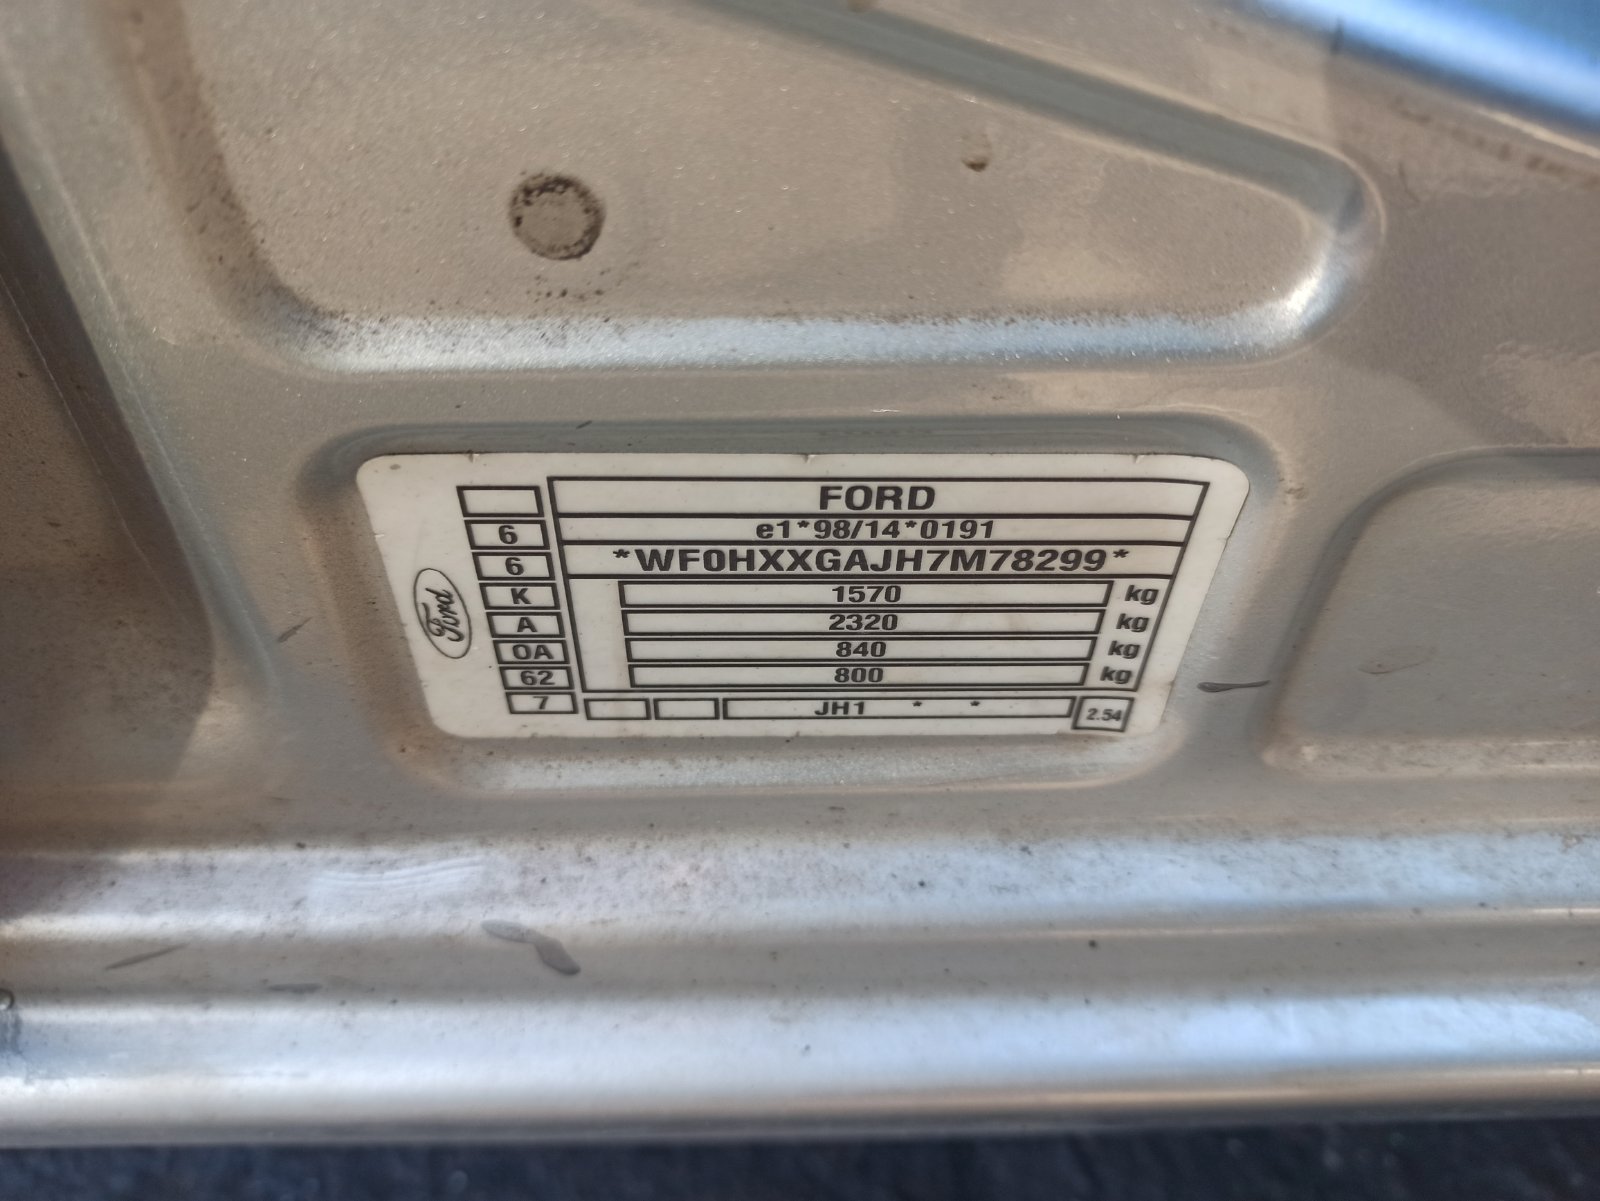 FORD
6 e1*98/14*0191
6 *WF0HXXGAJH7M78299*
K 1570 kg
A 2320 kg
0A 840 kg
62 800 kg
7 JH1 * * 2.54
Ford